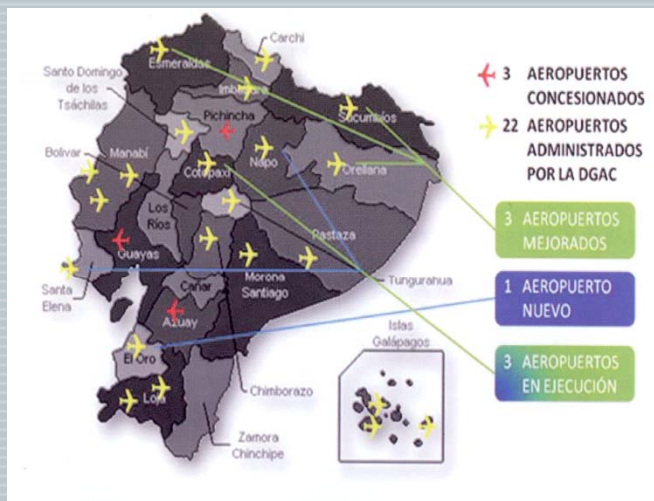 Carchi
Esmeraldas
Santo Domingo
de los
Tsáchilas
Imbabura
Sucumbíos
Pichincha
Bolivar
Manabí
Napo
Cotopaxi
Orellana
Los
Ríos
Pastaza
Guayas
Morona
Santiago
Tungurahua
Santa
Elena
Cañar
Azuay
Islas
Galápagos
El Oro
Chimborazo
Loja
Zamora
Chinchipe
3 AEROPUERTOS
CONCESIONADOS
22 AEROPUERTOS
ADMINISTRADOS
POR LA DGAC
3 AEROPUERTOS
MEJORADOS
1 AEROPUERTO
NUEVO
3 AEROPUERTOS
EN EJECUCIÓN